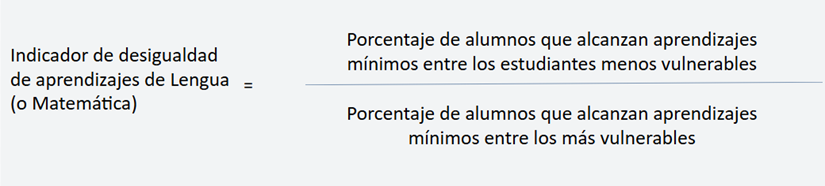 Indicador de desigualdad
de aprendizajes de Lengua
(o Matemática)
=
Porcentaje de alumnos que alcanzan aprendizajes
mínimos entre los estudiantes menos vulnerables
Porcentaje de alumnos que alcanzan aprendizajes
mínimos entre los más vulnerables